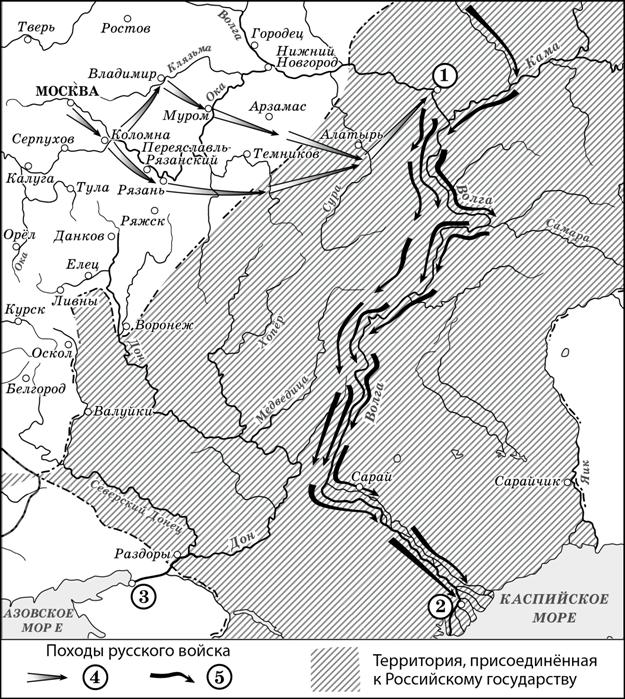 Тверь
Ростов
Волга
Городец
Клязьма
Нижний
Новгород
Кама
Владимир
1
МОСКВА
Ока
Муром
Арзамас
Коломна
Серпухов
Переяславль-
Рязанский
Алатырь
Темников
Калуга
Тула
Рязань
Сура
Волга
Ряжск
Самара
Орёл
Данков
Ока
Елец
Ливны
Курск
Воронеж
Хопёр
Дон
Оскол
Белгород
Медведица
Волга
Валуйки
Сарай
Сарайчик
Яик
Северский Донец
Дон
Раздоры
3
2
АЗОВСКОЕ
МОРЕ
КАСПИЙСКОЕ
МОРЕ
Походы русского войска
4
5
Территория, присоединённая
к Российскому государству